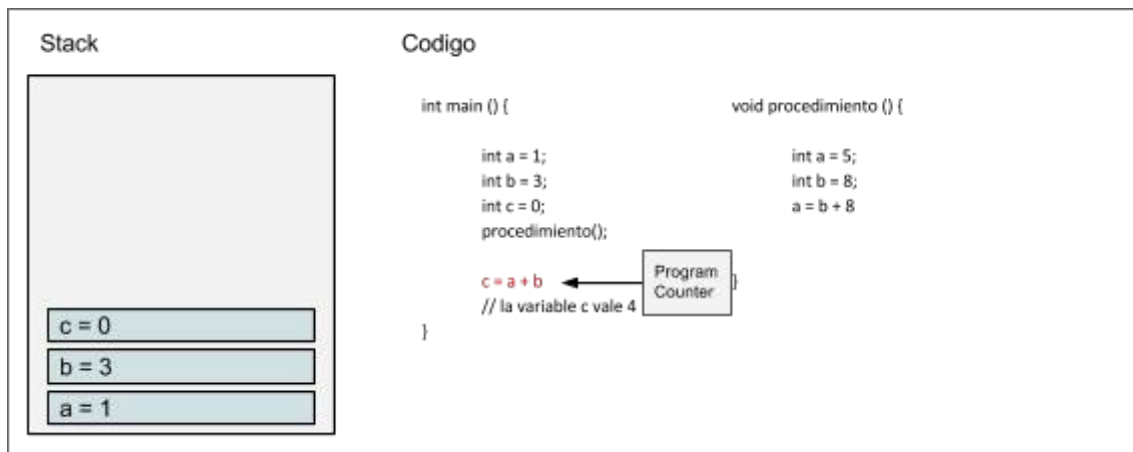 Stack
c = 0
b = 3
a = 1
Codigo
int main () {
int a = 1;
int b = 3;
int c = 0;
procedimiento();
c = a + b
// la variable c vale 4
}
Program
Counter
void procedimiento () {
int a = 5;
int b = 8;
a = b + 8
}